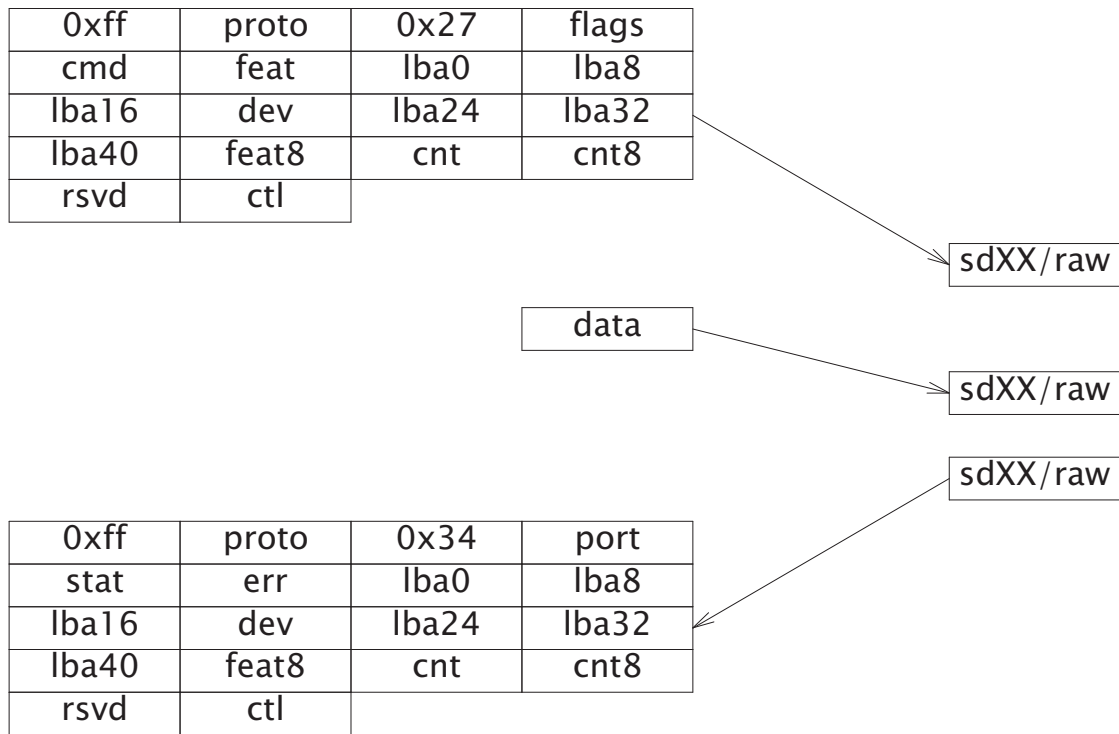 0xff proto 0x27 flags
cmd feat lba0 lba8
lba16 dev lba24 lba32
lba40 feat8 cnt cnt8
rsvd ctl
sdXX/raw
data
sdXX/raw
sdXX/raw
0xff proto 0x34 port
stat err lba0 lba8
lba16 dev lba24 lba32
lba40 feat8 cnt cnt8
rsvd ctl